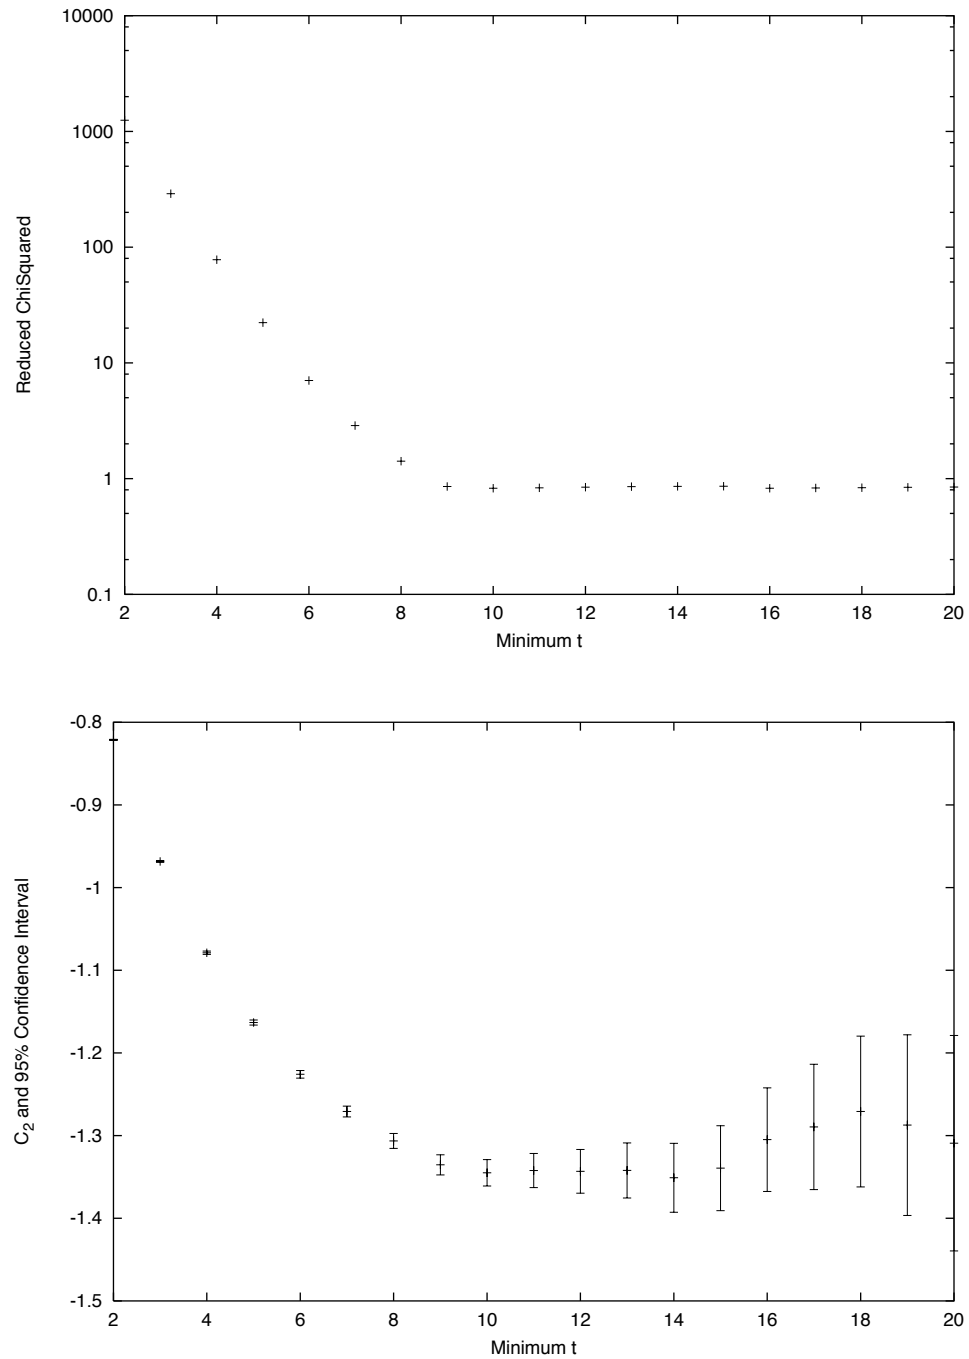 10000
1000
100
10
1
0.1
Reduced ChiSquared
2 4 6 8 10 12 14 16 18 20
Minimum t
-0.8
-0.9
-1
-1.1
-1.2
-1.3
-1.4
-1.5
C2 and 95% Confidence Interval
2 4 6 8 10 12 14 16 18 20
Minimum t